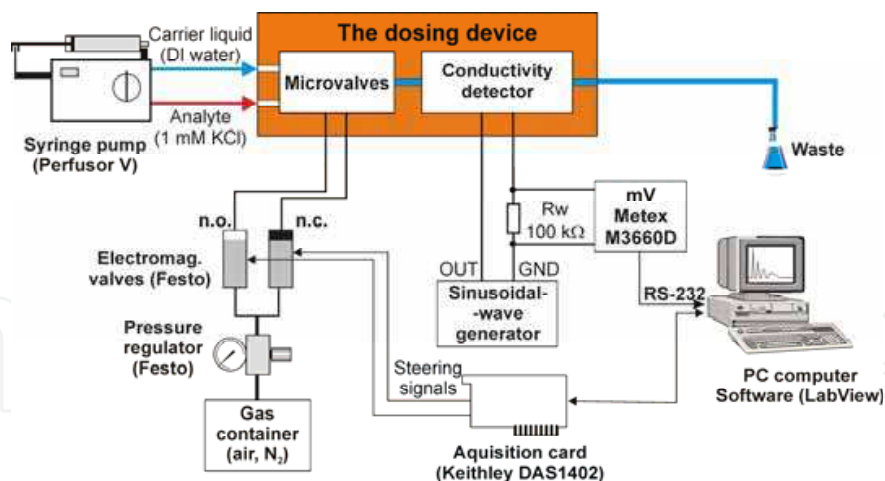 Carrier liquid
(DI water)
The dosing device
Microvalves
Conductivity
detector
Analyte
(1 mM KCl)
Syringe pump
(Perfusor V)
Waste
n.o.
n.c.
Rw
100 kΩ
mV
Metex
M3660D
Electromag.
valves (Festo)
OUT
GND
RS-232
Sinusoidal-
-wave
generator
Pressure
regulator
(Festo)
Steering
signals
PC computer
Software (LabView)
Gas
container
(air, N₂)
Aquisition card
(Keithley DAS1402)